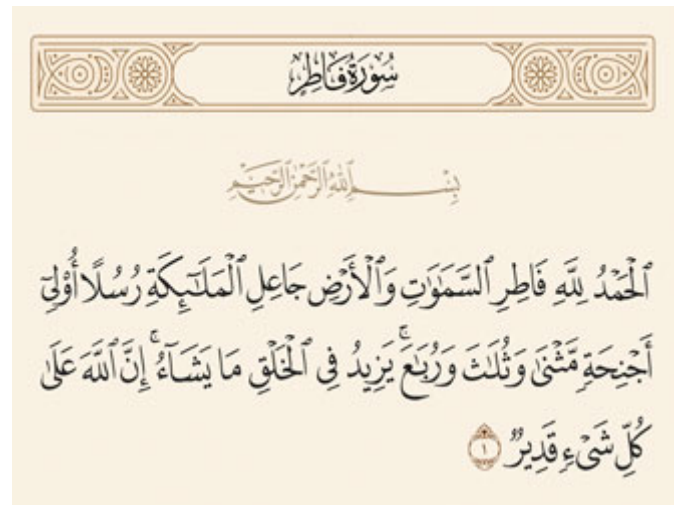 سُورَةُ فَاطِرٍ
بِسْمِ ٱللَّهِ ٱلرَّحْمَٰنِ ٱلرَّحِيمِ
ٱلْحَمْدُ لِلَّهِ فَاطِرِ ٱلسَّمَٰوَٰتِ وَٱلْأَرْضِ جَاعِلِ ٱلْمَلَٰٓئِكَةِ رُسُلًا أُو۟لِىٓ
أَجْنِحَةٍ مَّثْنَىٰ وَثُلَٰثَ وَرُبَٰعَ ۚ يَزِيدُ فِى ٱلْخَلْقِ مَا يَشَآءُ ۚ إِنَّ ٱللَّهَ عَلَىٰ
كُلِّ شَىْءٍ قَدِيرٌ ١